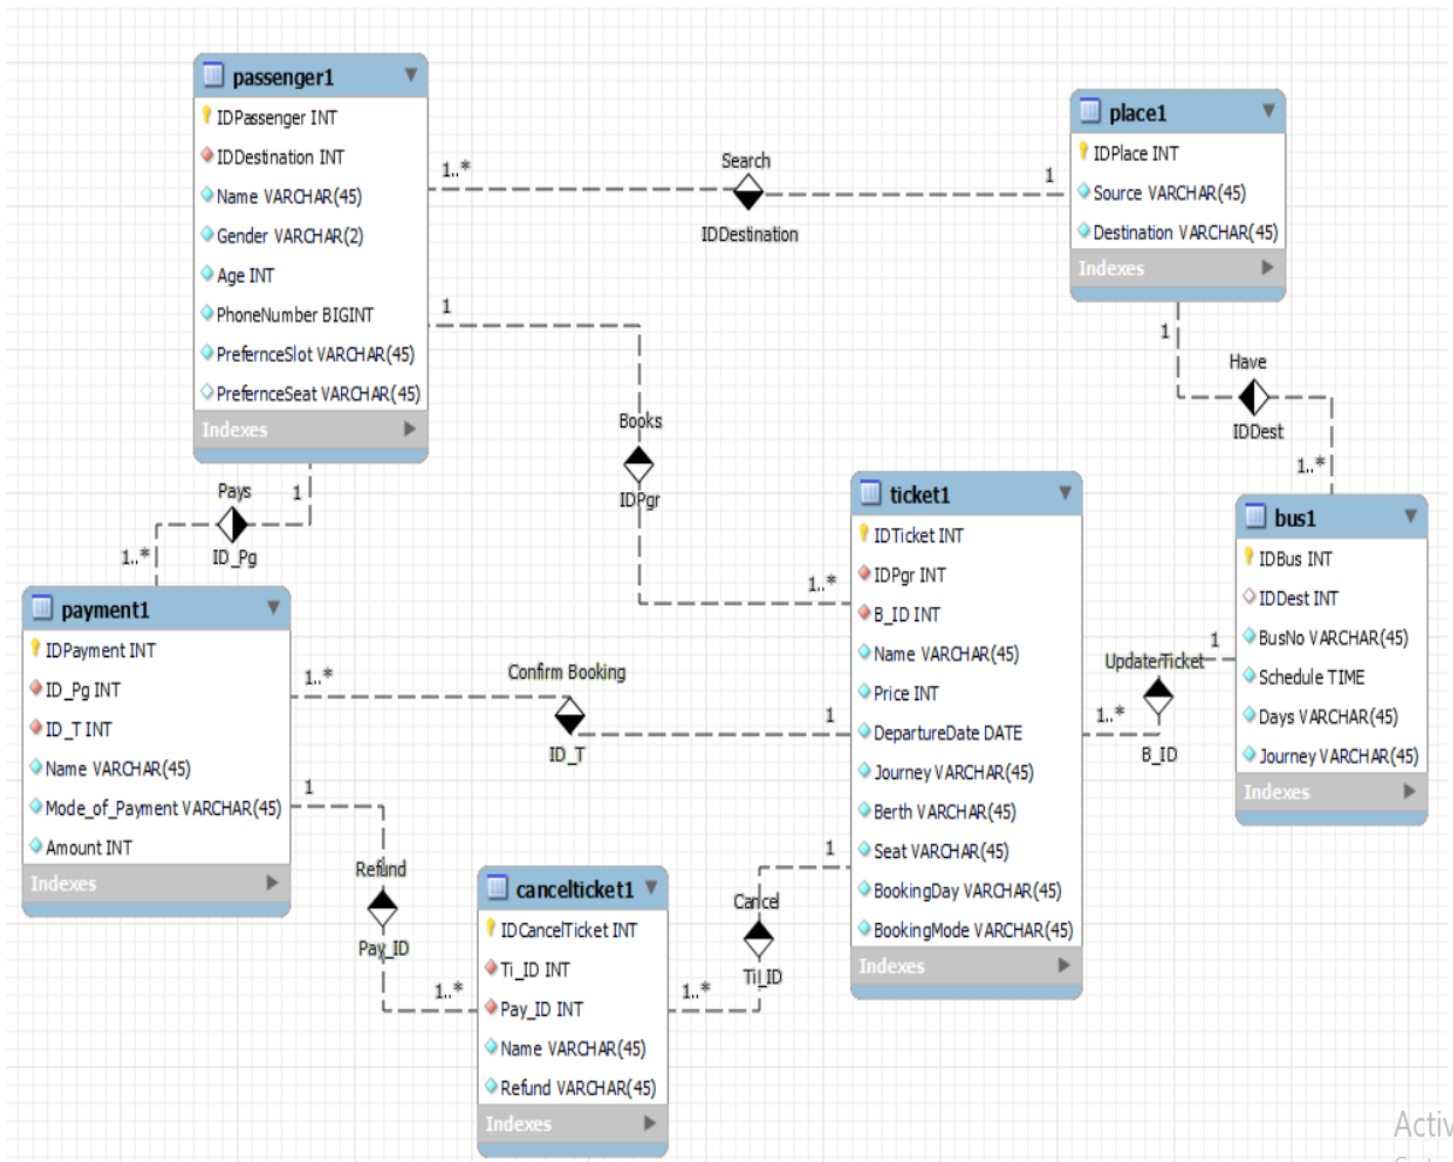 passenger1
IDPassenger INT
IDDestination INT
Name VARCHAR(45)
Gender VARCHAR(2)
Age INT
PhoneNumber BIGINT
PrefernceSlot VARCHAR(45)
PrefernceSeat VARCHAR(45)
Indexes
1..*
Search
IDDestination
1
place1
IDPlace INT
Source VARCHAR(45)
Destination VARCHAR(45)
Indexes
1
Books
IDPgr
1..*
1
Have
IDDest
1..*
Pays
1
ID_Pg
1..*
payment1
IDPayment INT
ID_Pg INT
ID_T INT
Name VARCHAR(45)
Mode_of_Payment VARCHAR(45)
Amount INT
Indexes
1..*
Confirm Booking
ID_T
1
ticket1
IDTicket INT
IDPgr INT
B_ID INT
Name VARCHAR(45)
Price INT
DepartureDate DATE
Journey VARCHAR(45)
Berth VARCHAR(45)
Seat VARCHAR(45)
BookingDay VARCHAR(45)
BookingMode VARCHAR(45)
Indexes
bus1
IDBus INT
IDDest INT
BusNo VARCHAR(45)
Schedule TIME
Days VARCHAR(45)
Journey VARCHAR(45)
Indexes
1
1..*
B_ID
1
Refund
Pay_ID
1..*
cancelticket1
IDCancelTicket INT
Ti_ID INT
Pay_ID INT
Name VARCHAR(45)
Refund VARCHAR(45)
Indexes
1
Cancel
1..*
Activ